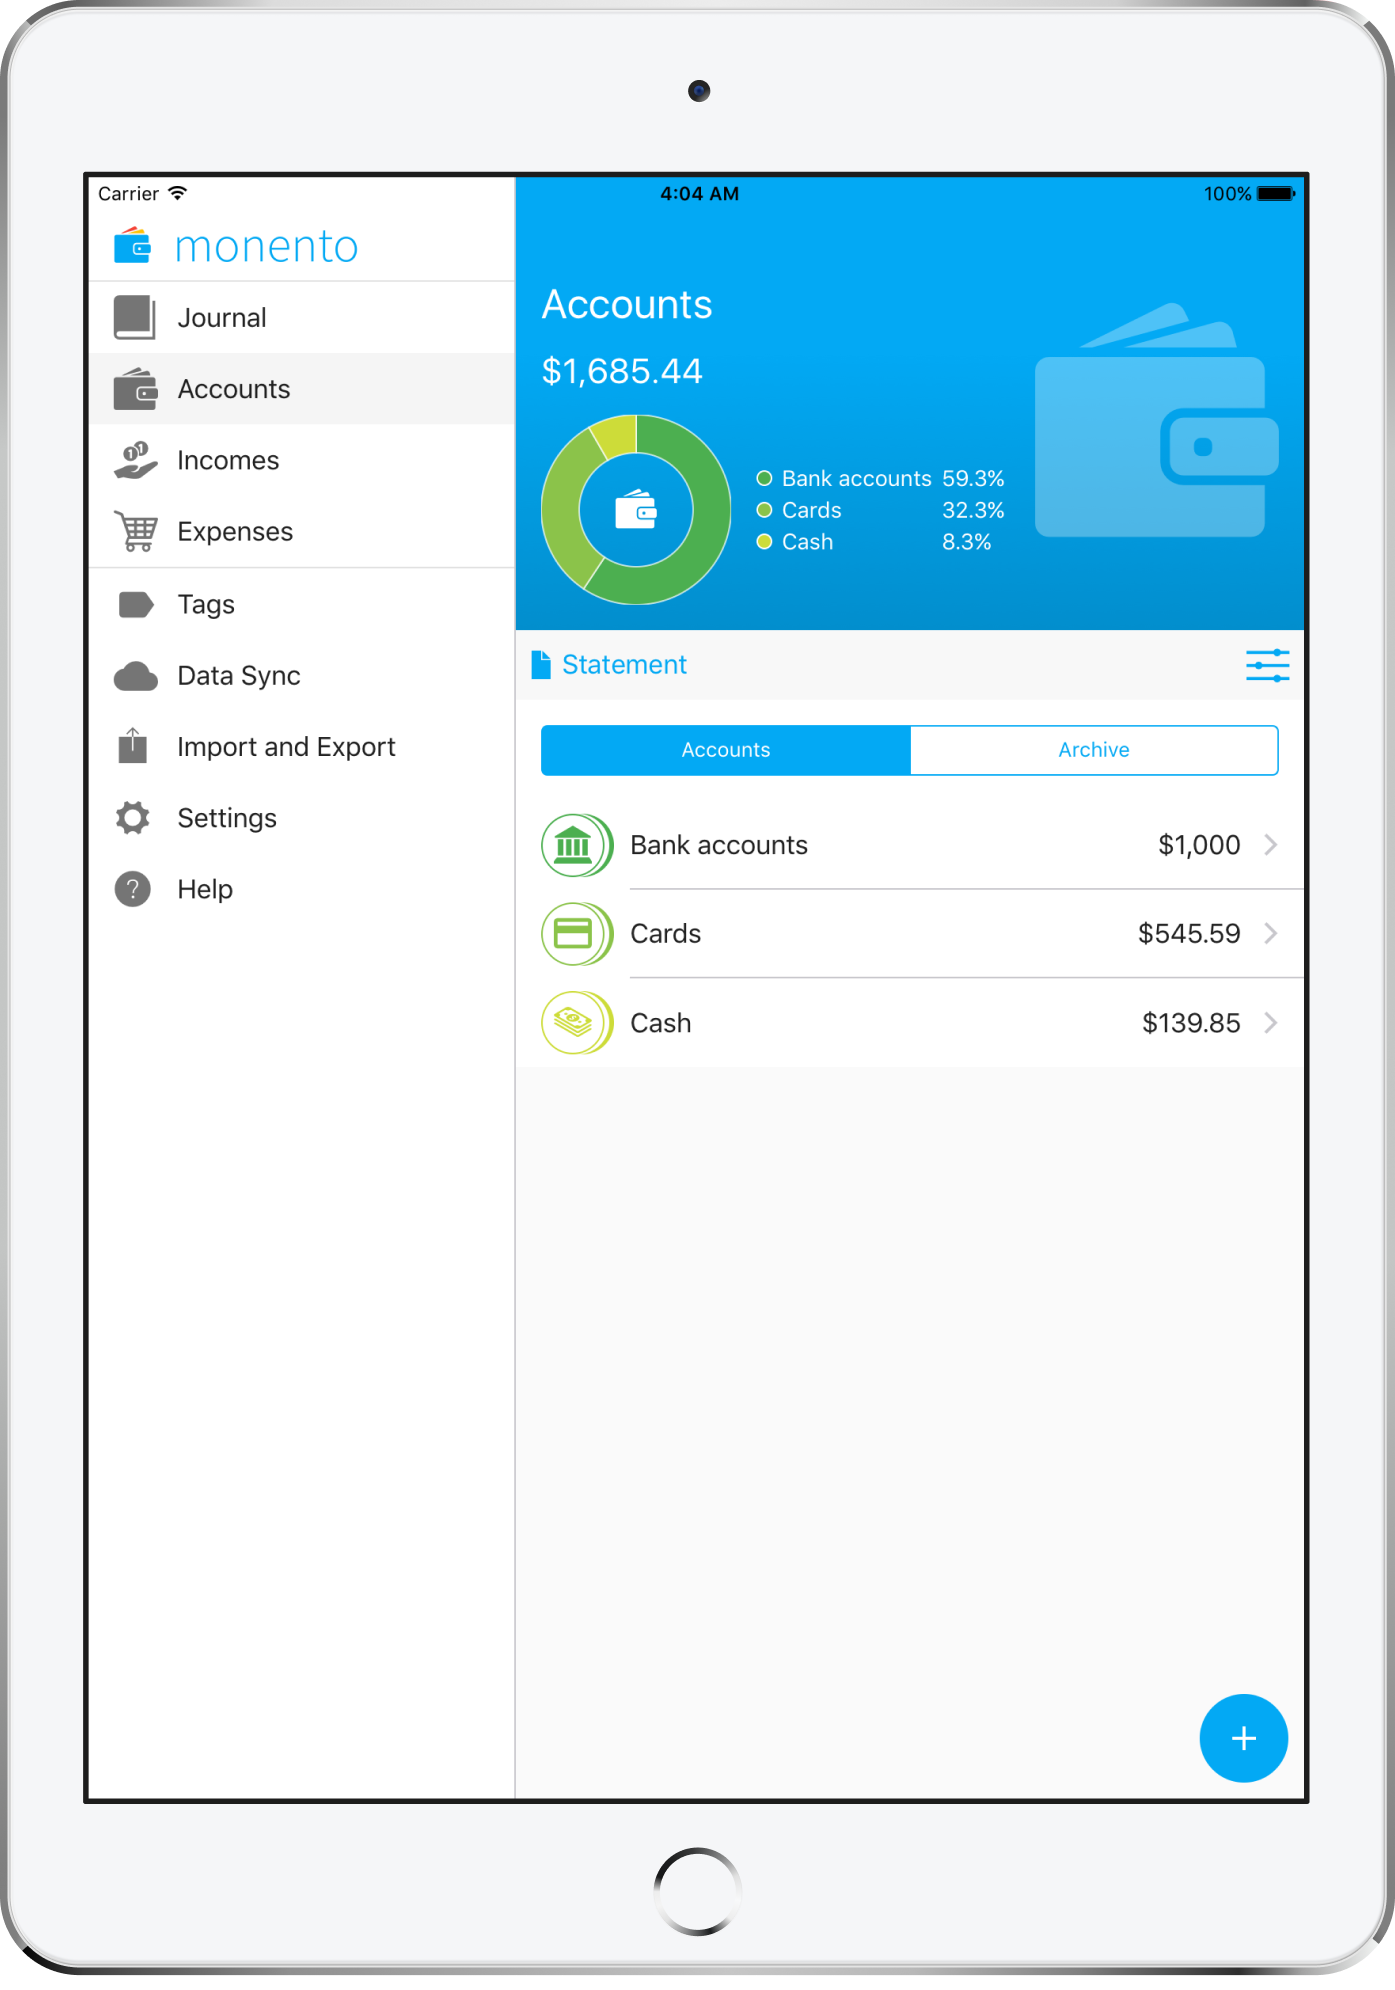 Carrier
4:04 AM
100%
monento
Journal
Accounts
Incomes
Expenses
Tags
Data Sync
Import and Export
Settings
? Help
Accounts
$1,685.44
Bank accounts 59.3%
Cards 32.3%
Cash 8.3%
Statement
Accounts
Archive
Bank accounts $1,000
Cards $545.59
Cash $139.85
+